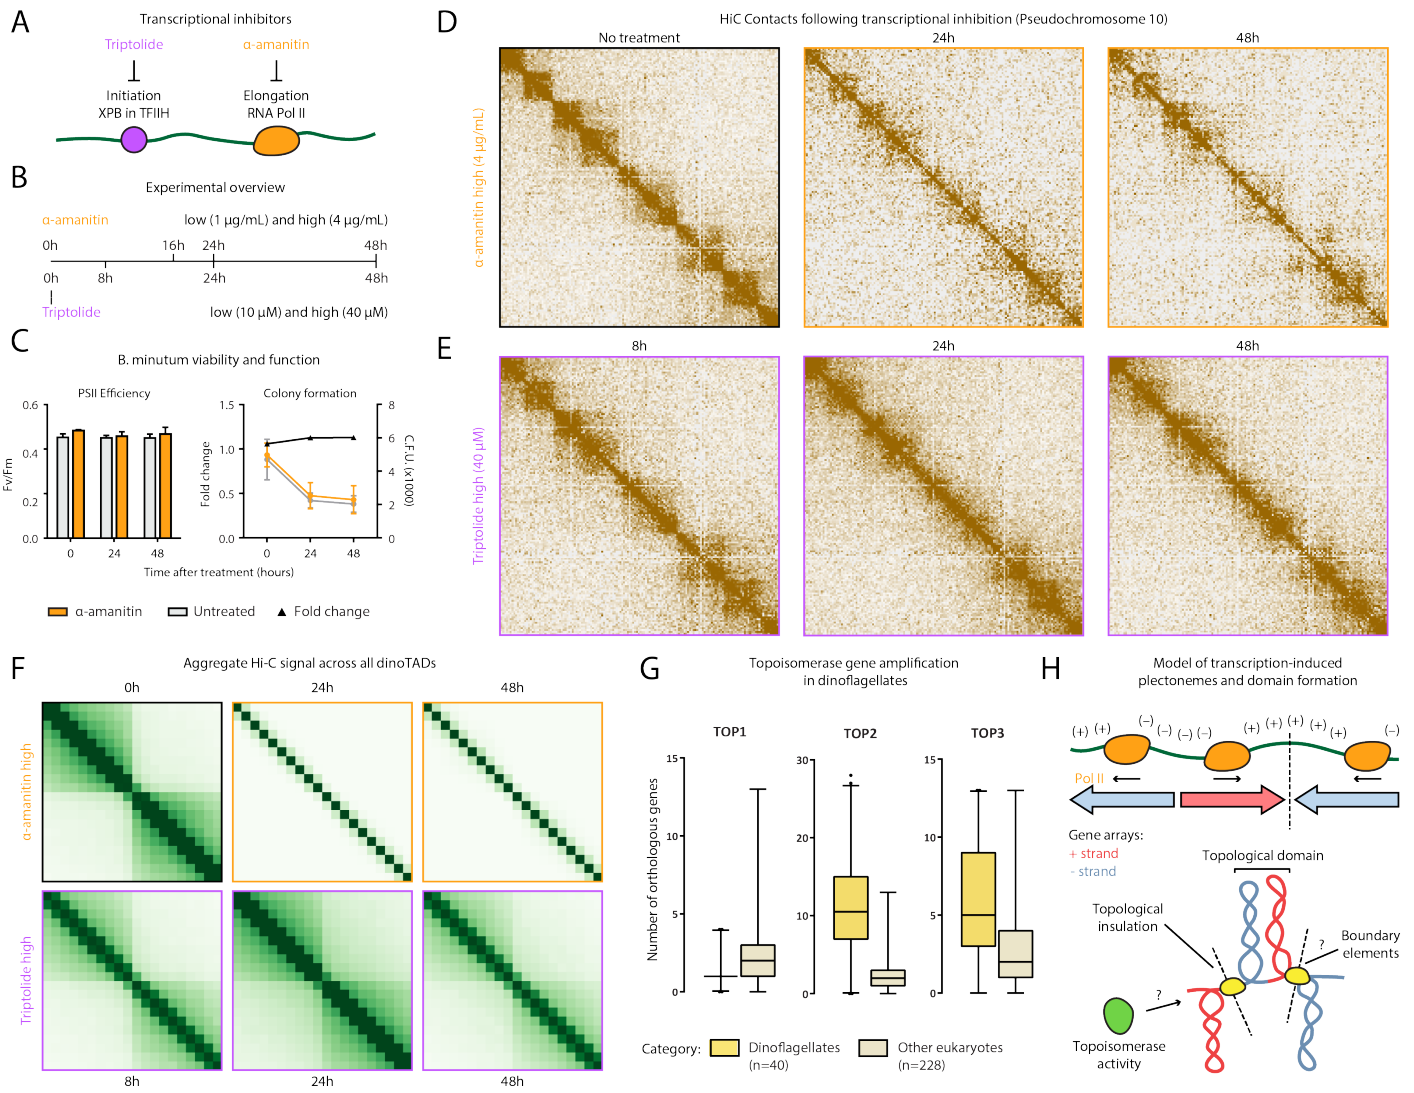 A
Transcriptional inhibitors
Triptolide
α-amanitin
Initiation
XPB in TFIIH
Elongation
RNA Pol II
B
Experimental overview
α-amanitin
low (1 µg/mL) and high (4 µg/mL)
0h 16h 24h 48h
0h 8h 24h 48h
Triptolide
low (10 µM) and high (40 µM)
C
B. minutum viability and function
PSII Efficiency
Fv/Fm
0.6
0.4
0.2
0.0
0 24 48
Colony formation
Fold change
1.5
1.0
0.5
0.0
8
6
4
2
0
C.F.U. (x1000)
0 24 48
Time after treatment (hours)
α-amanitin
Untreated
Fold change
D
HiC Contacts following transcriptional inhibition (Pseudochromosome 10)
No treatment
24h
48h
α-amanitin high (4 µg/mL)
E
8h
24h
48h
Triptolide high (40 µM)
F
Aggregate Hi-C signal across all dinoTADs
0h
24h
48h
α-amanitin high
Triptolide high
8h
24h
48h
G
Topoisomerase gene amplification
in dinoflagellates
Number of orthologous genes
TOP1
15
10
5
0
TOP2
30
20
10
0
TOP3
15
10
5
0
Category:
Dinoflagellates
(n=40)
Other eukaryotes
(n=228)
H
Model of transcription-induced
plectonemes and domain formation
(+) (+) (–) (–) (–) (–) (+) (+) (+) (+) (+) (–)
Pol II
Gene arrays:
+ strand
- strand
Topological domain
Topological
insulation
?
Boundary
elements
?
Topoisomerase
activity